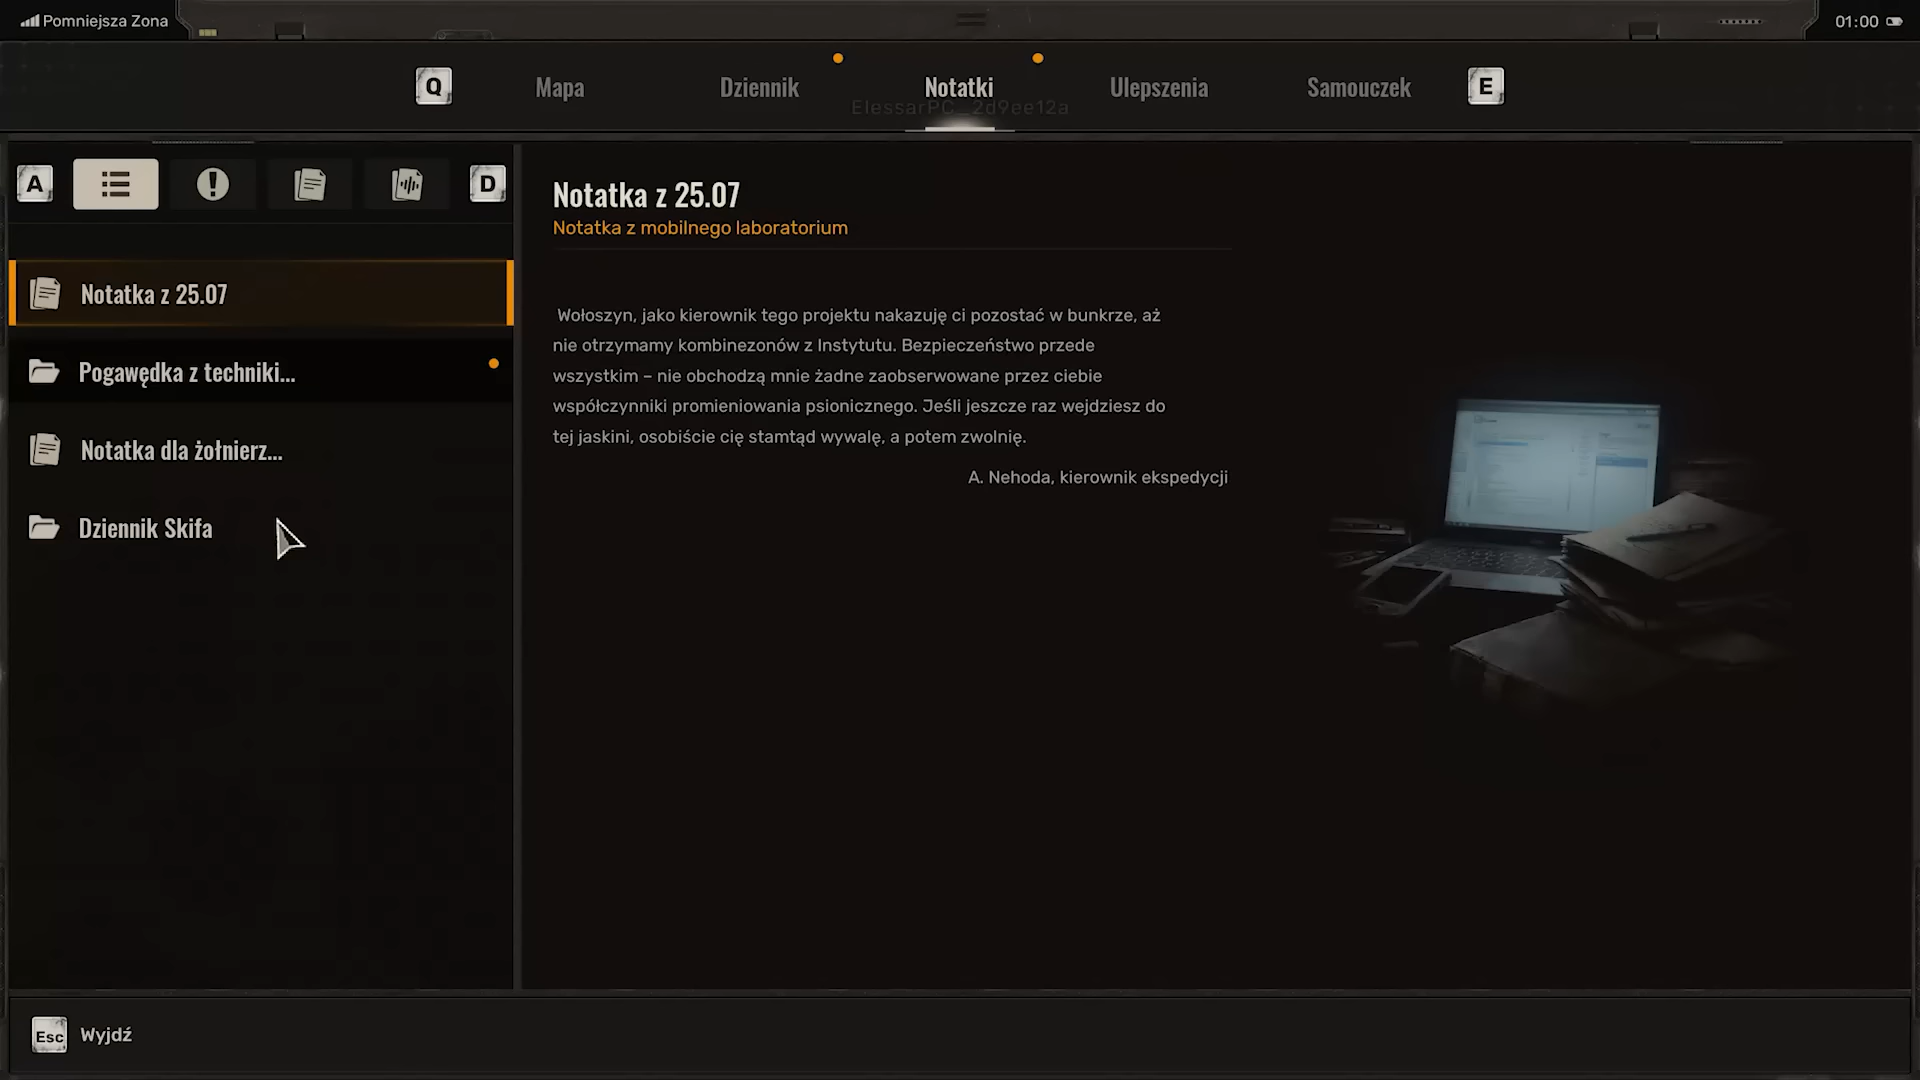 Pomniejsza Zona
01:00
Q
Mapa
Dziennik
Notatki
Ulepszenia
Samouczek
E
ElessarPC_2d9ee12a
A
D
Notatka z 25.07
Pogawędka z techniki...
Notatka dla żołnierz...
Dziennik Skifa
Notatka z 25.07
Notatka z mobilnego laboratorium
Wołoszyn, jako kierownik tego projektu nakazuję ci pozostać w bunkrze, aż
nie otrzymamy kombinezonów z Instytutu. Bezpieczeństwo przede
wszystkim – nie obchodzą mnie żadne zaobserwowane przez ciebie
współczynniki promieniowania psionicznego. Jeśli jeszcze raz wejdziesz do
tej jaskini, osobiście cię stamtąd wywalę, a potem zwolnię.
A. Nehoda, kierownik ekspedycji
Esc
Wyjdź